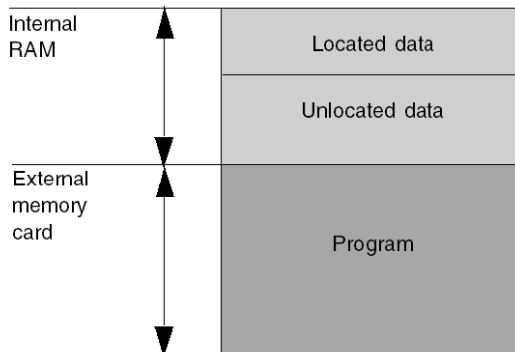 Internal
RAM
Located data
Unlocated data
External
memory
card
Program